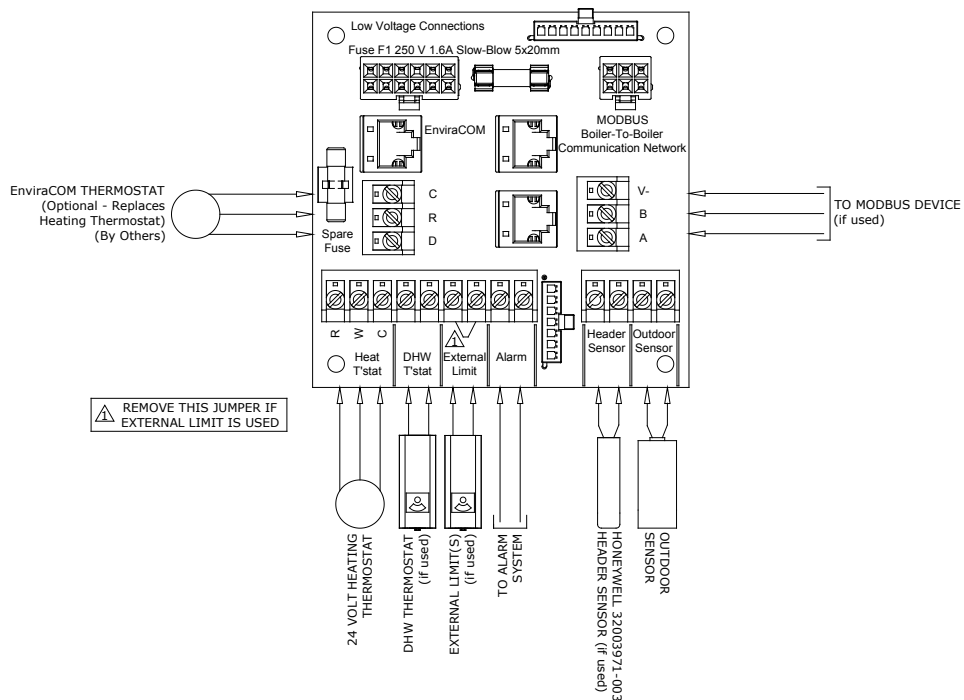 Low Voltage Connections
Fuse F1 250 V 1.6A Slow-Blow 5x20mm
EnviraCOM
MODBUS
Boiler-To-Boiler
Communication Network
EnviraCOM THERMOSTAT
(Optional - Replaces
Heating Thermostat)
(By Others)
Spare
Fuse
C
R
D
V-
B
A
TO MODBUS DEVICE
(if used)
R
W
C
Heat
T'stat
DHW
T'stat
1
External
Limit
Alarm
Header
Sensor
Outdoor
Sensor
1
REMOVE THIS JUMPER IF
EXTERNAL LIMIT IS USED
24 VOLT HEATING
THERMOSTAT
DHW THERMOSTAT
(if used)
EXTERNAL LIMIT(S)
(if used)
TO ALARM
SYSTEM
HONEYWELL 32003971-003
HEADER SENSOR (if used)
OUTDOOR
SENSOR